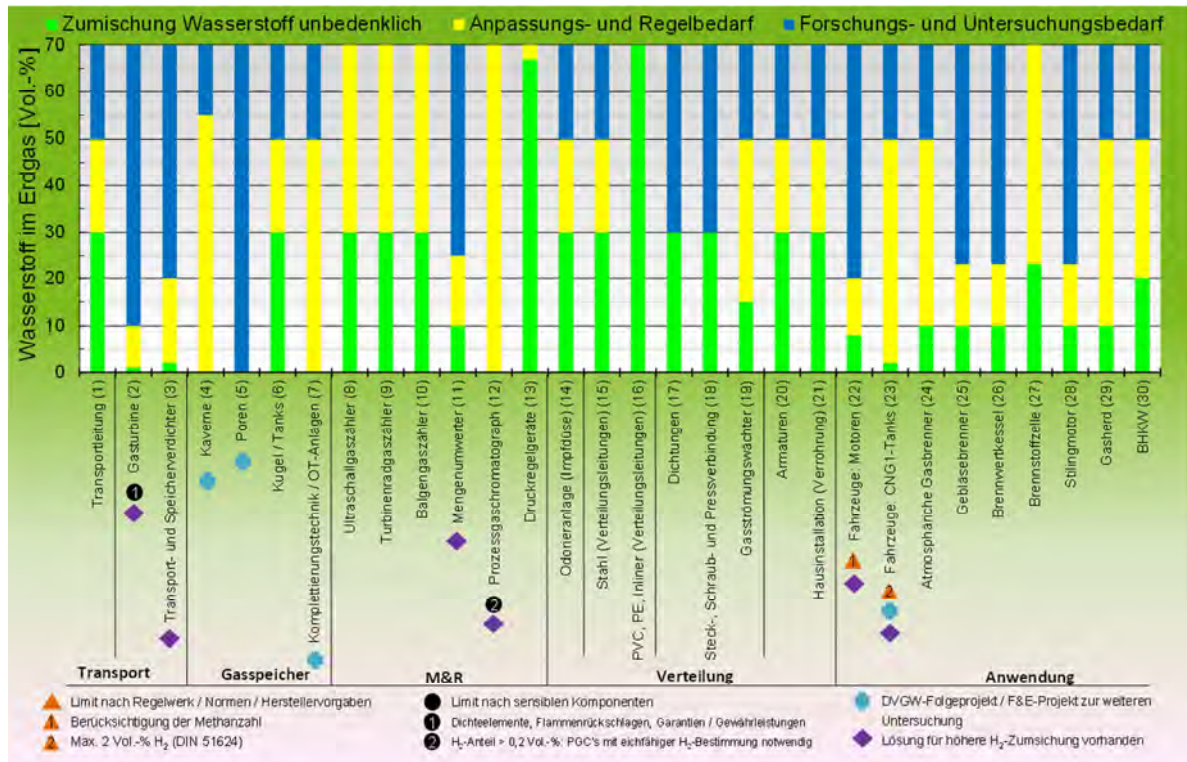 Zumischung Wasserstoff unbedenklich
Anpassungs- und Regelbedarf
Forschungs- und Untersuchungsbedarf
Wasserstoff im Erdgas [Vol.-%]
70
60
50
40
30
20
10
0
Transportleitung (1)
Gasturbine (2)
Transport- und Speicherverdichter (3)
Kaverne (4)
Poren (5)
Kugel / Tanks (6)
Komplettierungstechnik / OT-Anlagen (7)
Ultraschallgaszähler (8)
Turbinenradgaszähler (9)
Balgengaszähler (10)
Mengenumwerter (11)
Prozessgaschromatograph (12)
Druckregelgeräte (13)
Odorieranlage (Impfdüse) (14)
Stahl (Verteilungsleitungen) (15)
PVC, PE, Inliner (Verteilungsleitungen) (16)
Dichtungen (17)
Steck-, Schraub- und Pressverbindung (18)
Gasströmungswächter (19)
Armaturen (20)
Hausinstallation (Verrohrung) (21)
Fahrzeuge: Motoren (22)
Fahrzeuge: CNG1-Tanks (23)
Atmosphärische Gasbrenner (24)
Gebläsebrenner (25)
Brennwertkessel (26)
Brennstoffzelle (27)
Stilingmotor (28)
Gasherd (29)
BHKW (30)
1
2
1
2
Transport
Gasspeicher
M&R
Verteilung
Anwendung
Limit nach Regelwerk / Normen / Herstellervorgaben
1 Berücksichtigung der Methanzahl
2 Max. 2 Vol.-% H₂ (DIN 51624)
Limit nach sensiblen Komponenten
1 Dichteelemente, Flammenrückschlagen, Garantien / Gewährleistungen
2 H₂-Anteil > 0,2 Vol.-%: PGC's mit eichfähiger H₂-Bestimmung notwendig
DVGW-Folgeprojekt / F&E-Projekt zur weiteren
Untersuchung
Lösung für höhere H₂-Zumsichung vorhanden